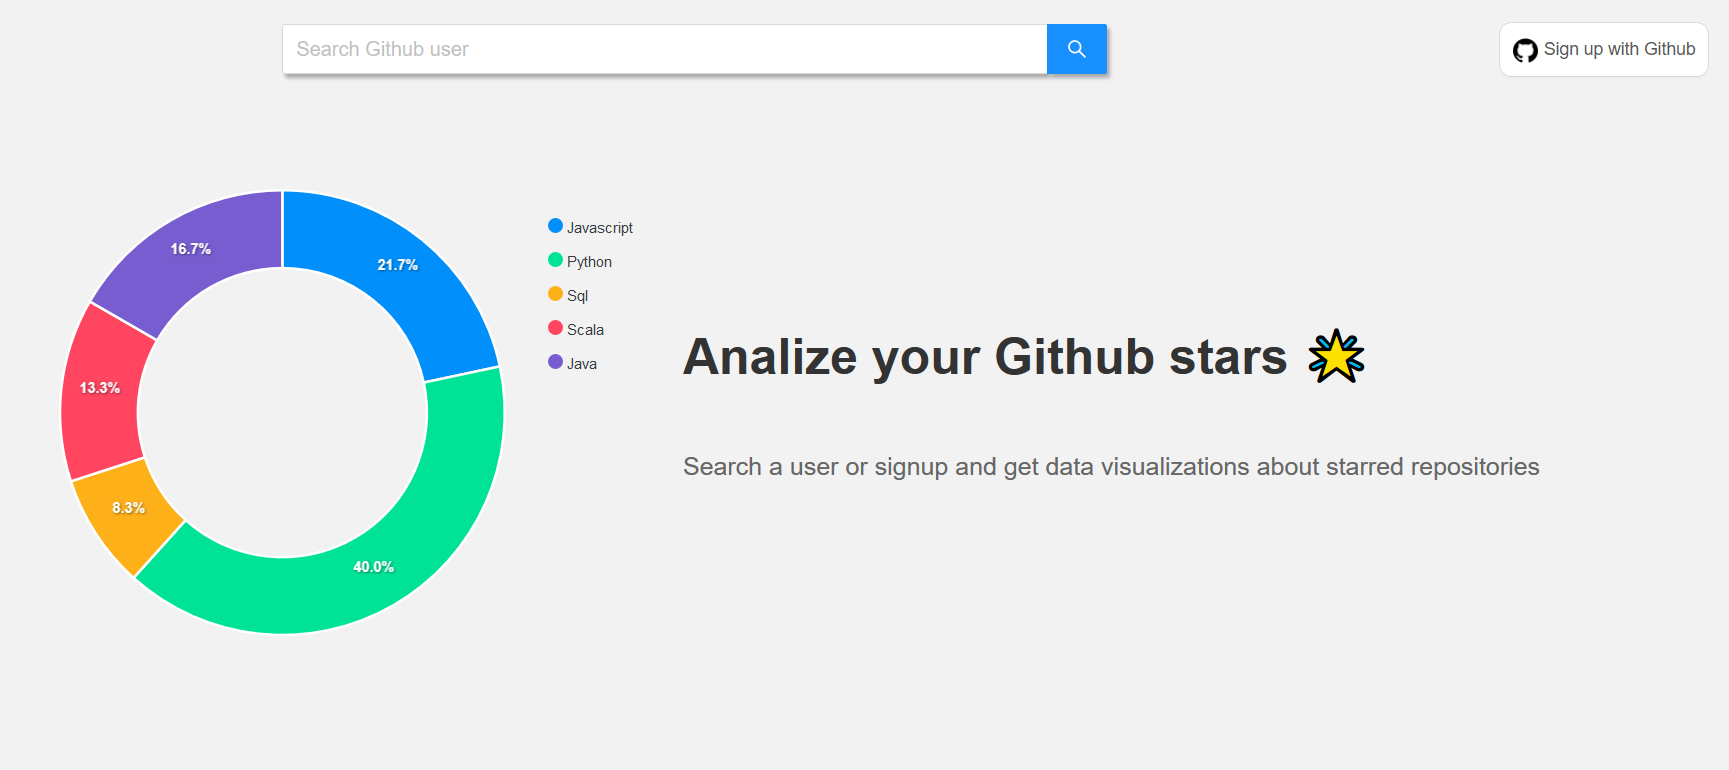 Search Github user
Sign up with Github
16.7%
21.7%
13.3%
8.3%
40.0%
Javascript
Python
Sql
Scala
Java
Analize your Github stars
Search a user or signup and get data visualizations about starred repositories